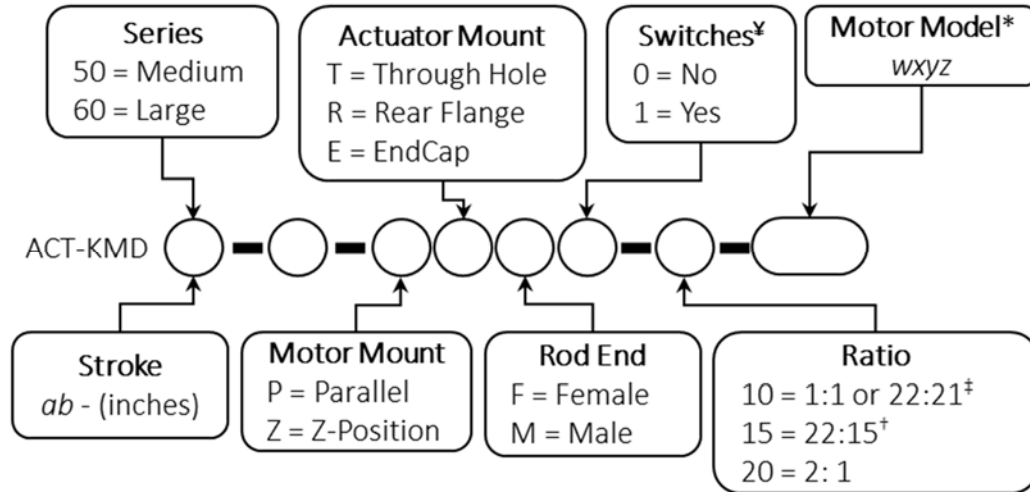 Series
50 = Medium
60 = Large
Actuator Mount
T = Through Hole
R = Rear Flange
E = EndCap
Switches¥
0 = No
1 = Yes
Motor Model*
wxyz
ACT-KMD
Stroke
ab - (inches)
Motor Mount
P = Parallel
Z = Z-Position
Rod End
F = Female
M = Male
Ratio
10 = 1:1 or 22:21‡
15 = 22:15†
20 = 2: 1